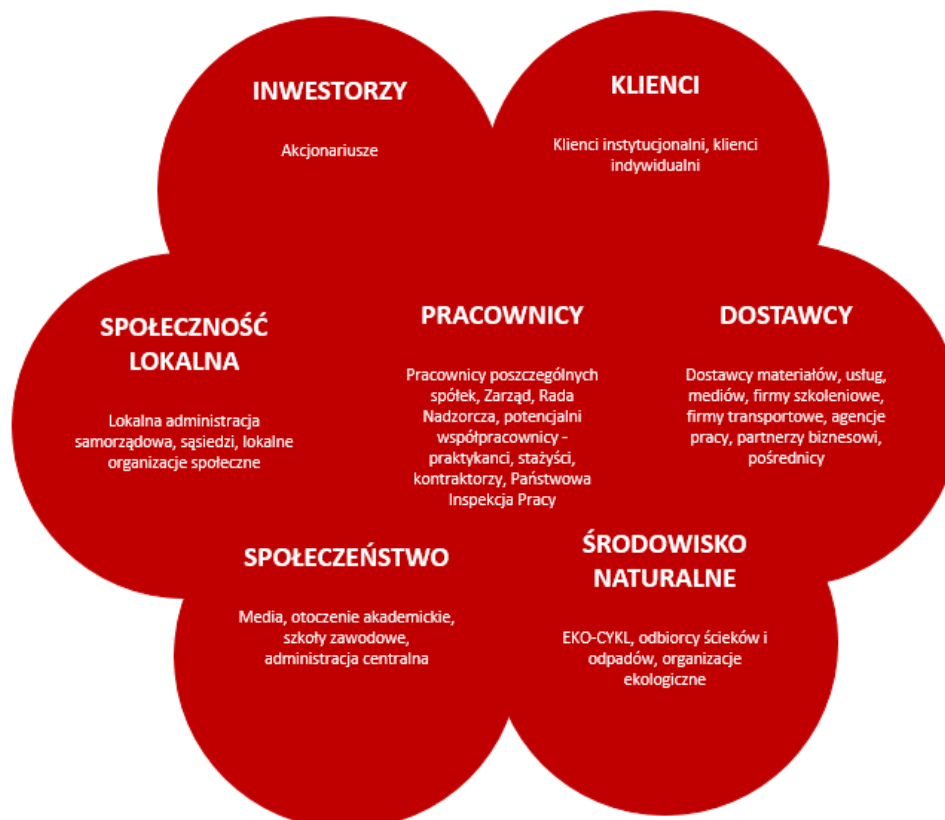 INWESTORZY
Akcjonariusze
KLIENCI
Klienci instytucjonalni, klienci
indywidualni
SPOŁECZNOŚĆ
LOKALNA
Lokalna administracja
samorządowa, sąsiedzi, lokalne
organizacje społeczne
PRACOWNICY
Pracownicy poszczególnych
spółek, Zarząd, Rada
Nadzorcza, potencjalni
współpracownicy -
praktykanci, stażyści,
kontraktorzy, Państwowa
Inspekcja Pracy
DOSTAWCY
Dostawcy materiałów, usług,
mediów, firmy szkoleniowe,
firmy transportowe, agencje
pracy, partnerzy biznesowi,
pośrednicy
SPOŁECZEŃSTWO
Media, otoczenie akademickie,
szkoły zawodowe,
administracja centralna
ŚRODOWISKO
NATURALNE
EKO-CYKL, odbiorcy ścieków i
odpadów, organizacje
ekologiczne